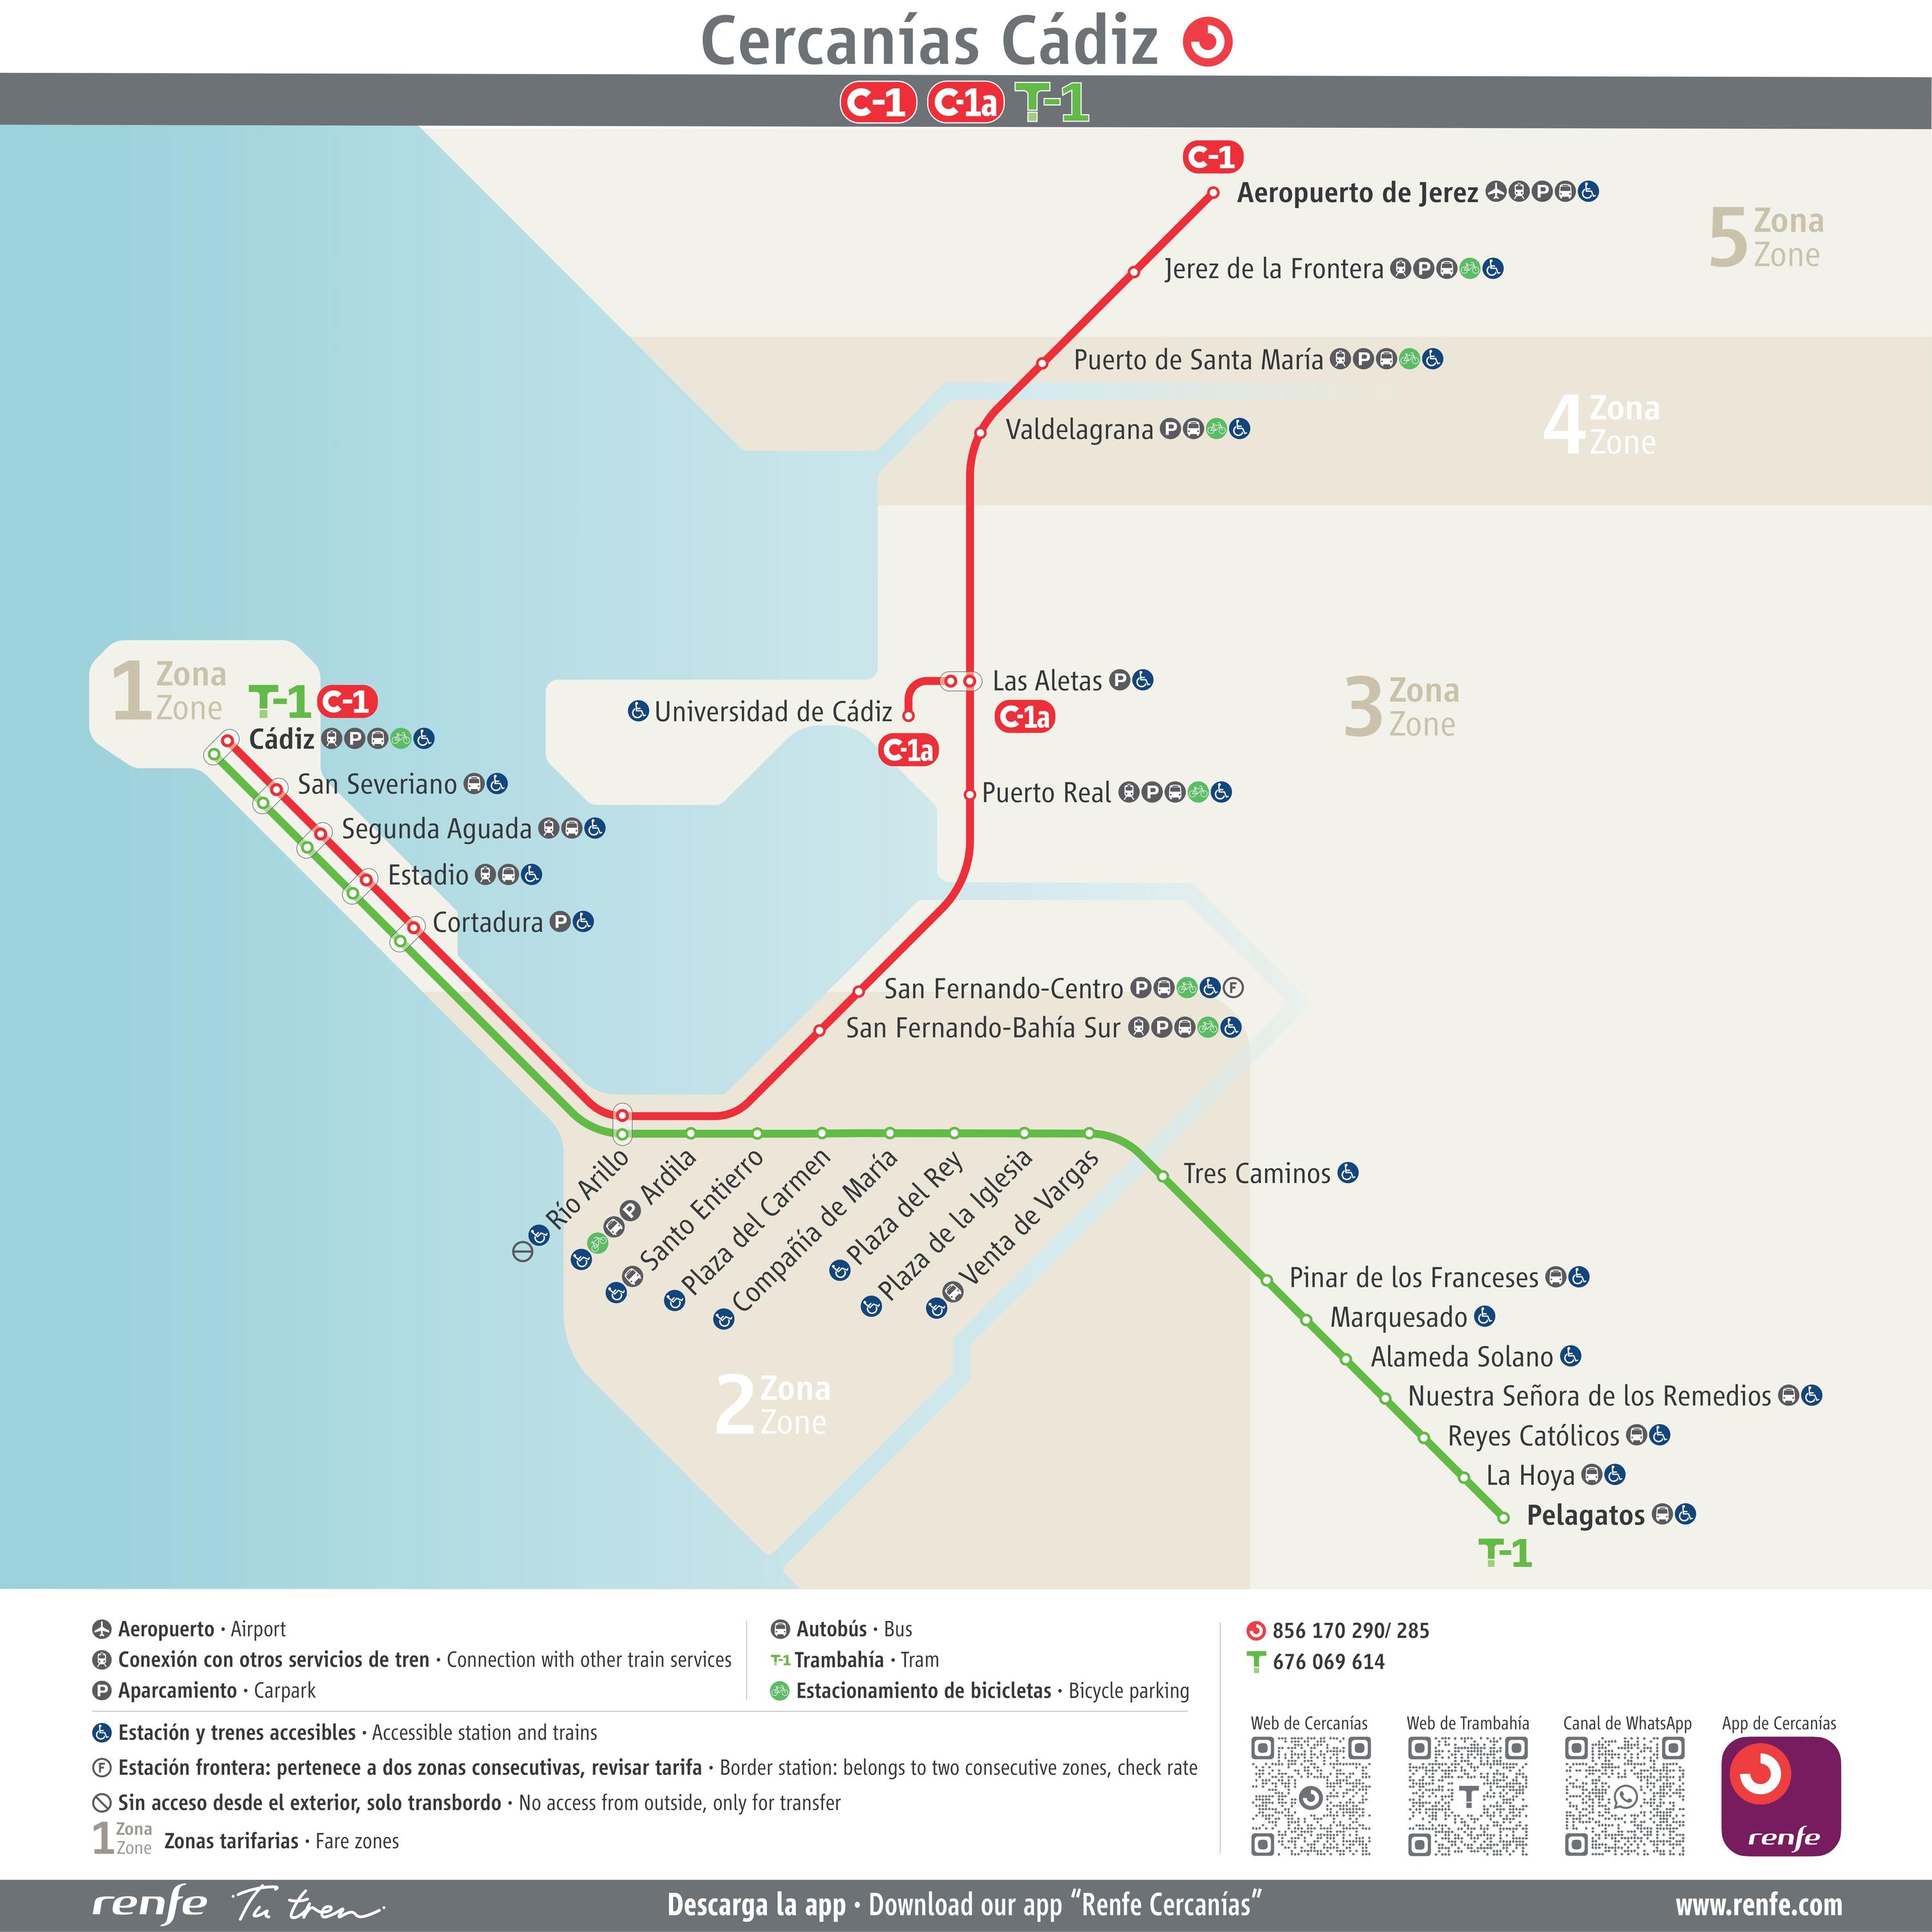 Cercanías Cádiz
C-1 C-1a T-1
C-1
Aeropuerto de Jerez
5 Zona
Zone
Jerez de la Frontera
Puerto de Santa María
4 Zona
Zone
Valdelagrana
1 Zona
Zone
T-1 C-1
Cádiz
San Severiano
Segunda Aguada
Estadio
Cortadura
Las Aletas
C-1a
Universidad de Cádiz
C-1a
3 Zona
Zone
Puerto Real
San Fernando-Centro
San Fernando-Bahía Sur
Río Arillo
Ardila
Santo Entierro
Plaza del Carmen
Compañía de María
Plaza del Rey
Plaza de la Iglesia
Venta de Vargas
Tres Caminos
Pinar de los Franceses
Marquesado
Alameda Solano
Nuestra Señora de los Remedios
Reyes Católicos
La Hoya
Pelagatos
T-1
2 Zona
Zone
Aeropuerto · Airport
Conexión con otros servicios de tren · Connection with other train services
P Aparcamiento · Carpark
Autobús · Bus
T-1 Trambahía · Tram
Estacionamiento de bicicletas · Bicycle parking
Estación y trenes accesibles · Accessible station and trains
F Estación frontera: pertenece a dos zonas consecutivas, revisar tarifa · Border station: belongs to two consecutive zones, check rate
Sin acceso desde el exterior, solo transbordo · No access from outside, only for transfer
1 Zona
Zone Zonas tarifarias · Fare zones
856 170 290/ 285
T 676 069 614
Web de Cercanías
Web de Trambahía
Canal de WhatsApp
App de Cercanías
renfe
renfe Tu tren
Descarga la app · Download our app “Renfe Cercanías”
www.renfe.com